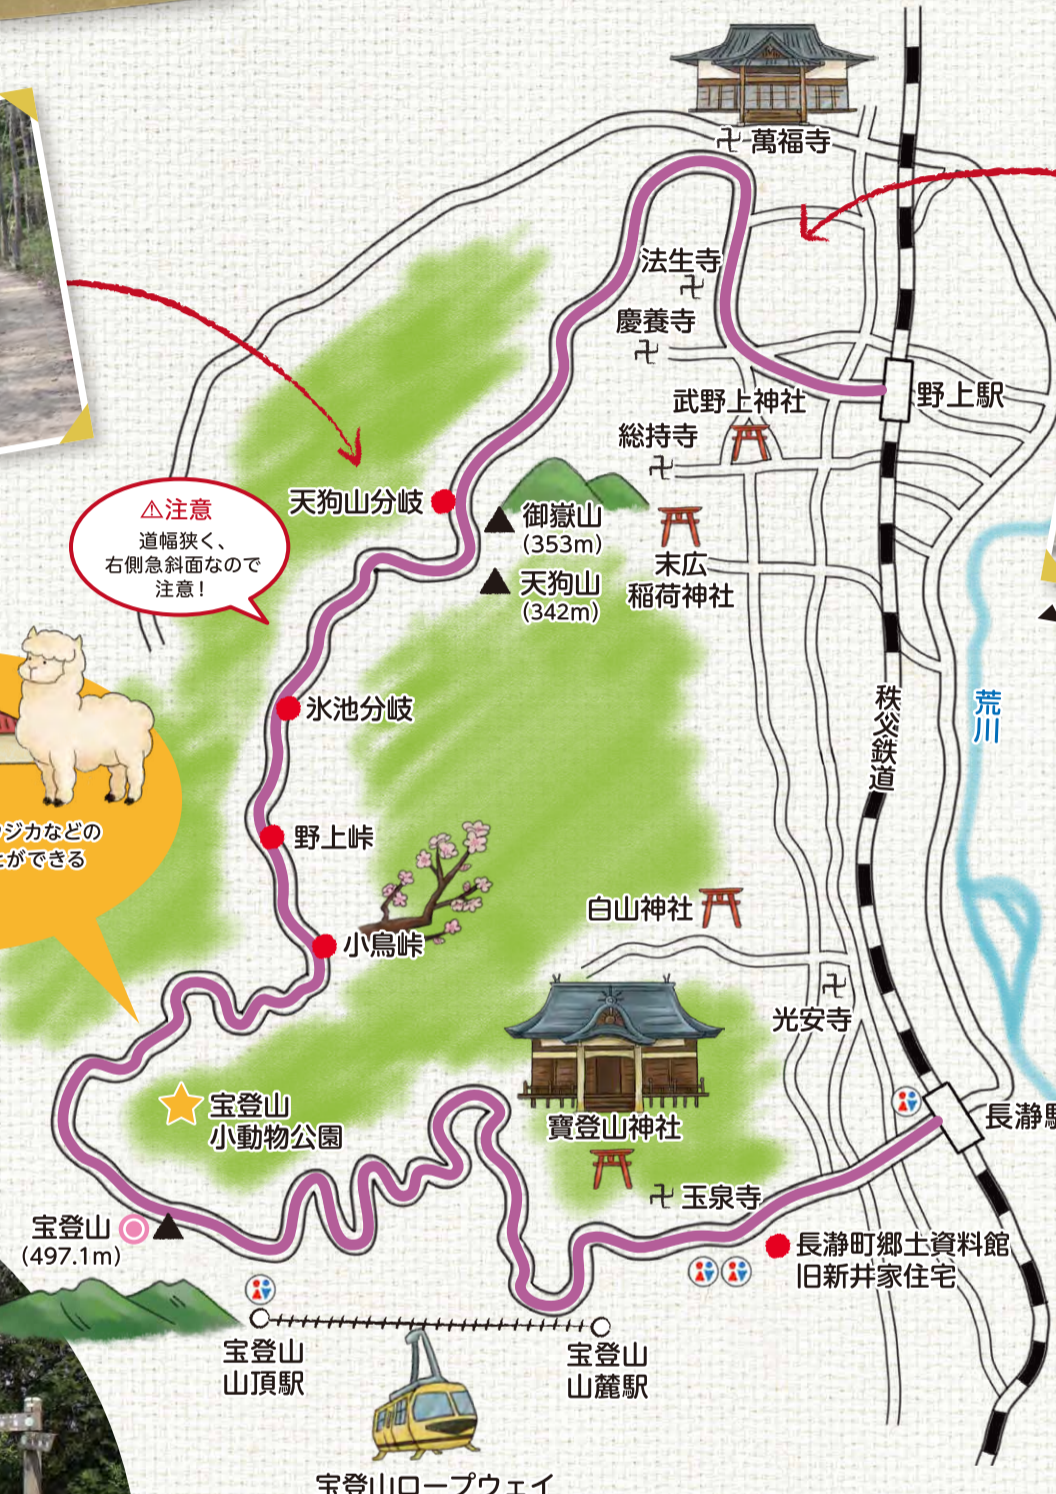 卍 萬福寺
法生寺
卍
慶養寺
卍
野上駅
武野上神社
総持寺
卍
天狗山分岐
⚠注意
道幅狭く、
右側急斜面なので
注意！
御嶽山
(353m)
天狗山
(342m)
末広
稲荷神社
氷池分岐
秩父鉄道
荒川
野上峠
ジカなどの
ができる
小鳥峠
白山神社
卍
光安寺
宝登山
小動物公園
寶登山神社
長瀞駅
卍 玉泉寺
宝登山
(497.1m)
長瀞町郷土資料館
旧新井家住宅
宝登山
山頂駅
宝登山
山麓駅
宝登山ロープウェイ